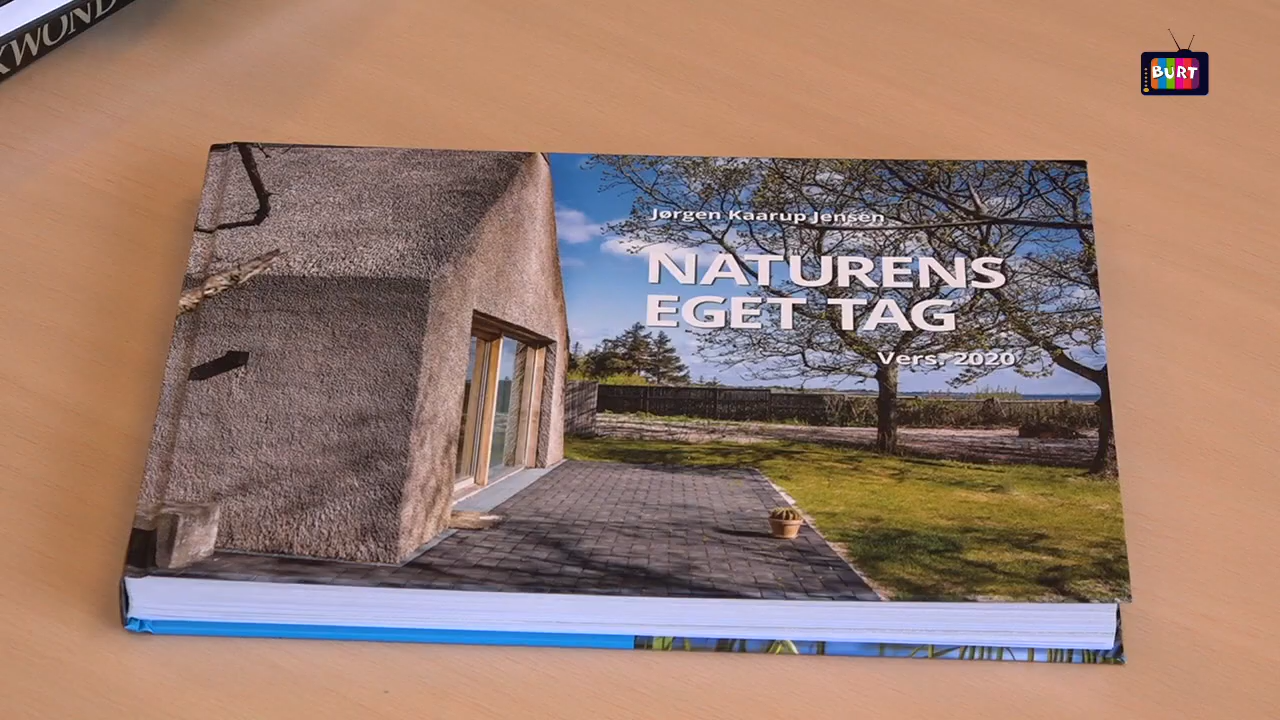 BURT
Jørgen Kaarup Jensen
NATURENS
EGET TAG
Vers. 2020